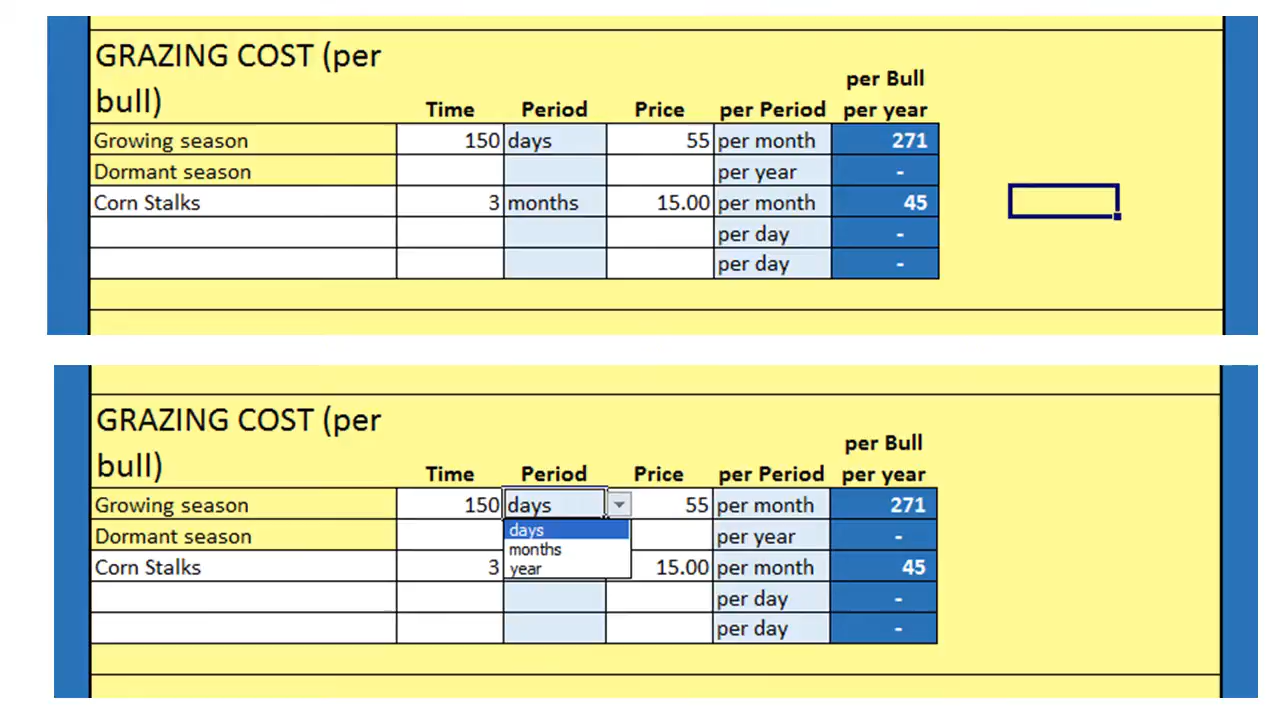 GRAZING COST (per
bull) Time Period Price per Period per Bull per year
Growing season 150 days 55 per month 271
Dormant season per year -
Corn Stalks 3 months 15.00 per month 45
per day -
per day -
GRAZING COST (per
bull) Time Period Price per Period per Bull per year
Growing season 150 days 55 per month 271
days
Dormant season per year -
months
Corn Stalks 3 year 15.00 per month 45
per day -
per day -